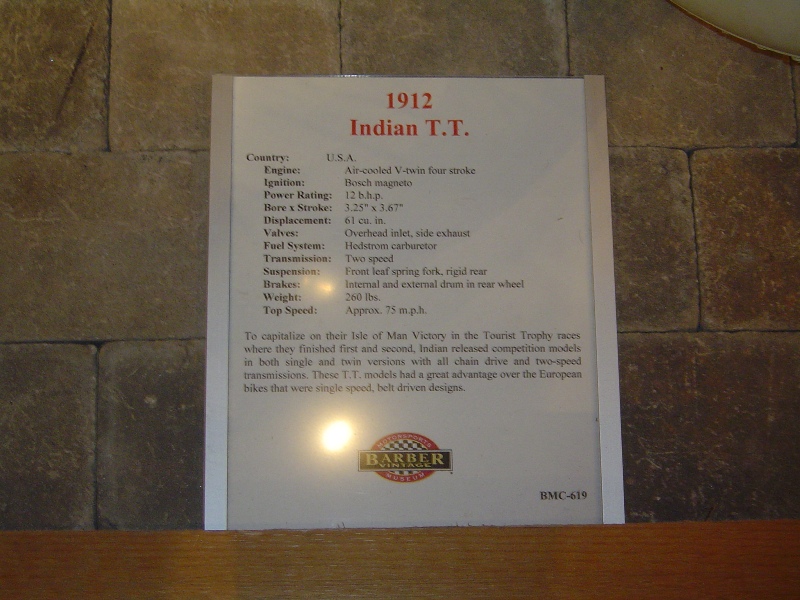 1912
Indian T.T.
Country: U.S.A.
Engine: Air-cooled V-twin four stroke
Ignition: Bosch magneto
Power Rating: 12 b.h.p.
Bore x Stroke: 3.25" x 3.67"
Displacement: 61 cu. in.
Valves: Overhead inlet, side exhaust
Fuel System: Hedstrom carburetor
Transmission: Two speed
Suspension: Front leaf spring fork, rigid rear
Brakes: Internal and external drum in rear wheel
Weight: 260 lbs.
Top Speed: Approx. 75 m.p.h.
To capitalize on their Isle of Man Victory in the Tourist Trophy races
where they finished first and second, Indian released competition models
in both single and twin versions with all chain drive and two-speed
transmissions. These T.T. models had a great advantage over the European
bikes that were single speed, belt driven designs.
MOTORSPORTS
BARBER
VINTAGE
MUSEUM
BMC-619